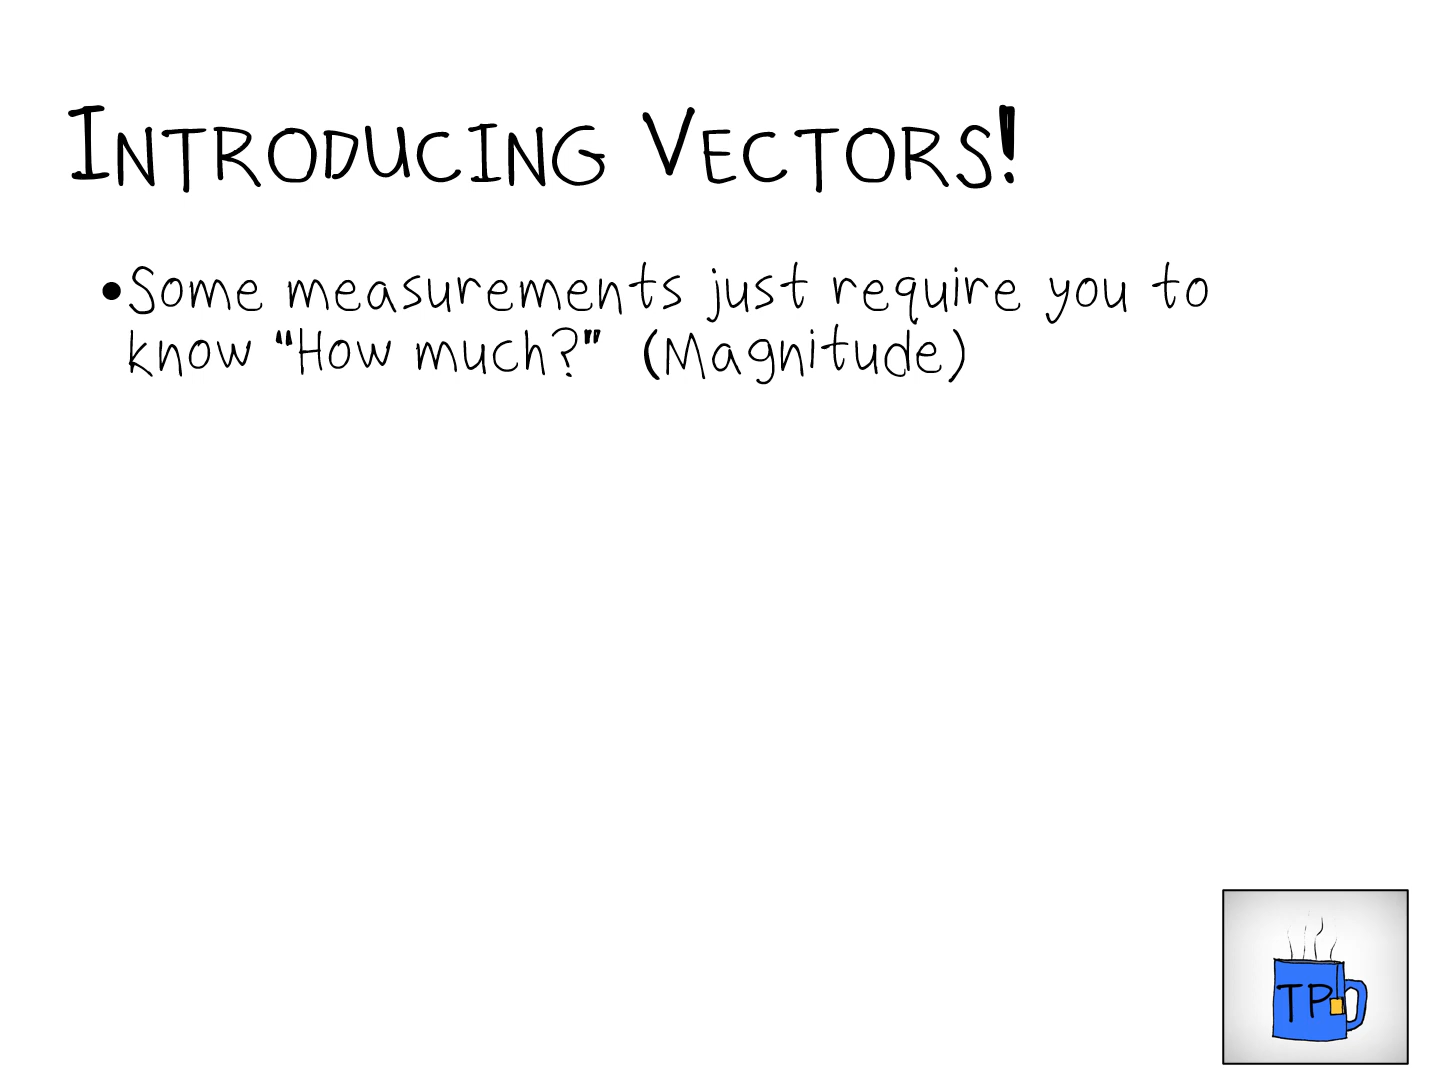 Introducing Vectors!
•Some measurements just require you to
know “How much?” (Magnitude)
TP